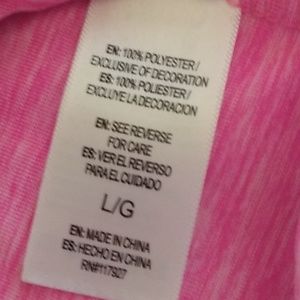 EN: 100% POLYESTER/
EXCLUSIVE OF DECORATION
ES: 100% POLIESTER/
EXCLUYE LA DECORACION
EN: SEE REVERSE
FOR CARE
ES: VER EL REVERSO
PARA EL CUIDADO
L/G
EN: MADE IN CHINA
ES: HECHO EN CHINA
RN#117927